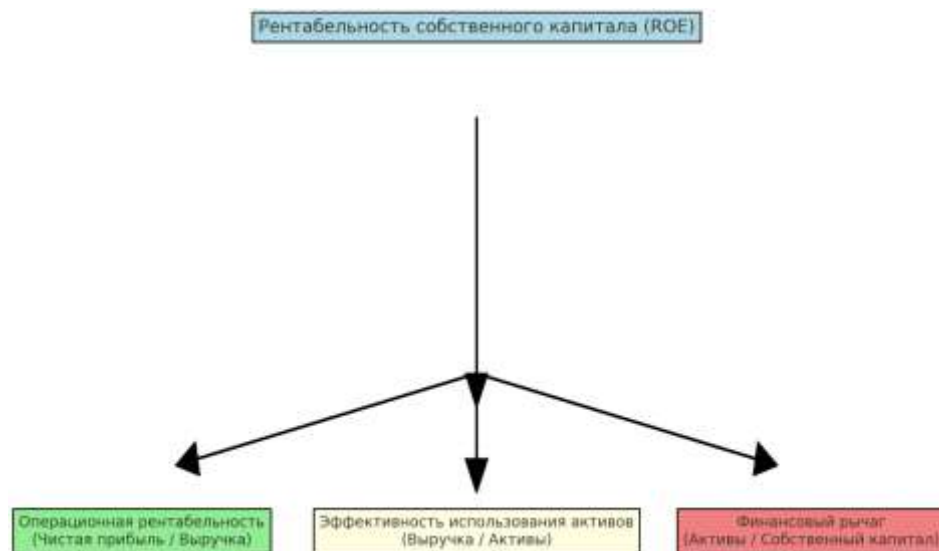 Рентабельность собственного капитала (ROE)
Операционная рентабельность
(Чистая прибыль / Выручка)
Эффективность использования активов
(Выручка / Активы)
Финансовый рычаг
(Активы / Собственный капитал)